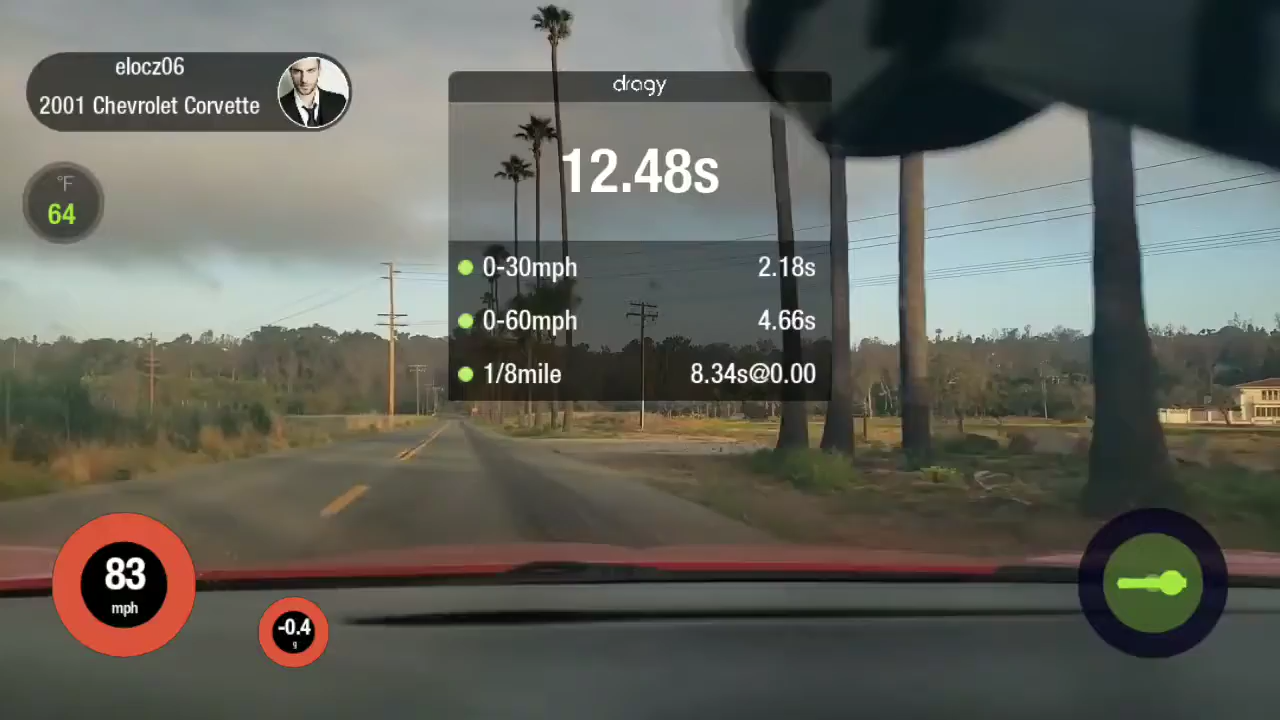 elocz06
2001 Chevrolet Corvette
°F
64
dragy
12.48s
0-30mph 2.18s
0-60mph 4.66s
1/8mile 8.34s@0.00
83
mph
-0.4
g